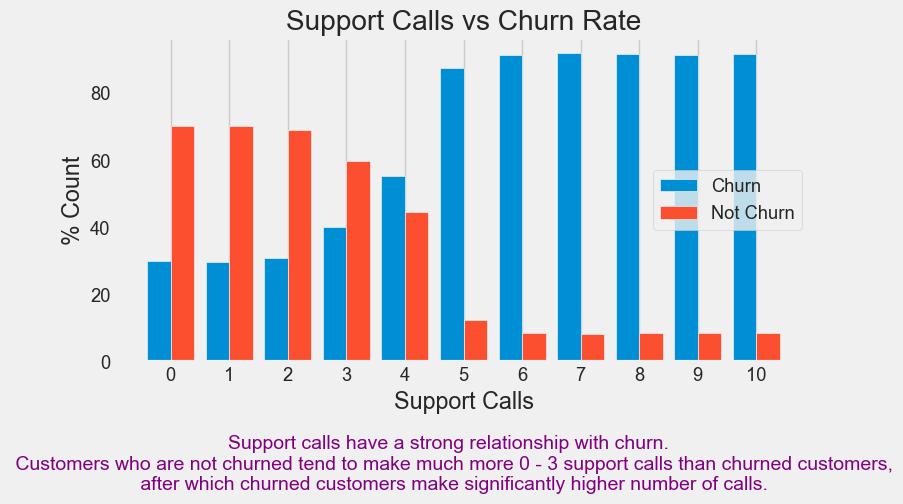 Support Calls vs Churn Rate
80
60
40
20
0
% Count
Churn
Not Churn
0 1 2 3 4 5 6 7 8 9 10
Support Calls
Support calls have a strong relationship with churn.
Customers who are not churned tend to make much more 0 - 3 support calls than churned customers,
after which churned customers make significantly higher number of calls.